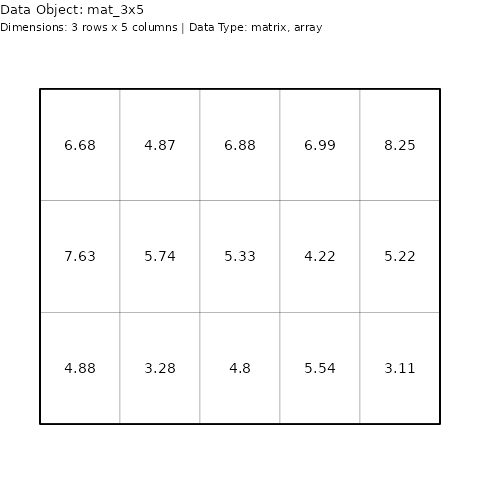 Data Object: mat_3x5
Dimensions: 3 rows x 5 columns | Data Type: matrix, array
6.68 4.87 6.88 6.99 8.25
7.63 5.74 5.33 4.22 5.22
4.88 3.28 4.8 5.54 3.11